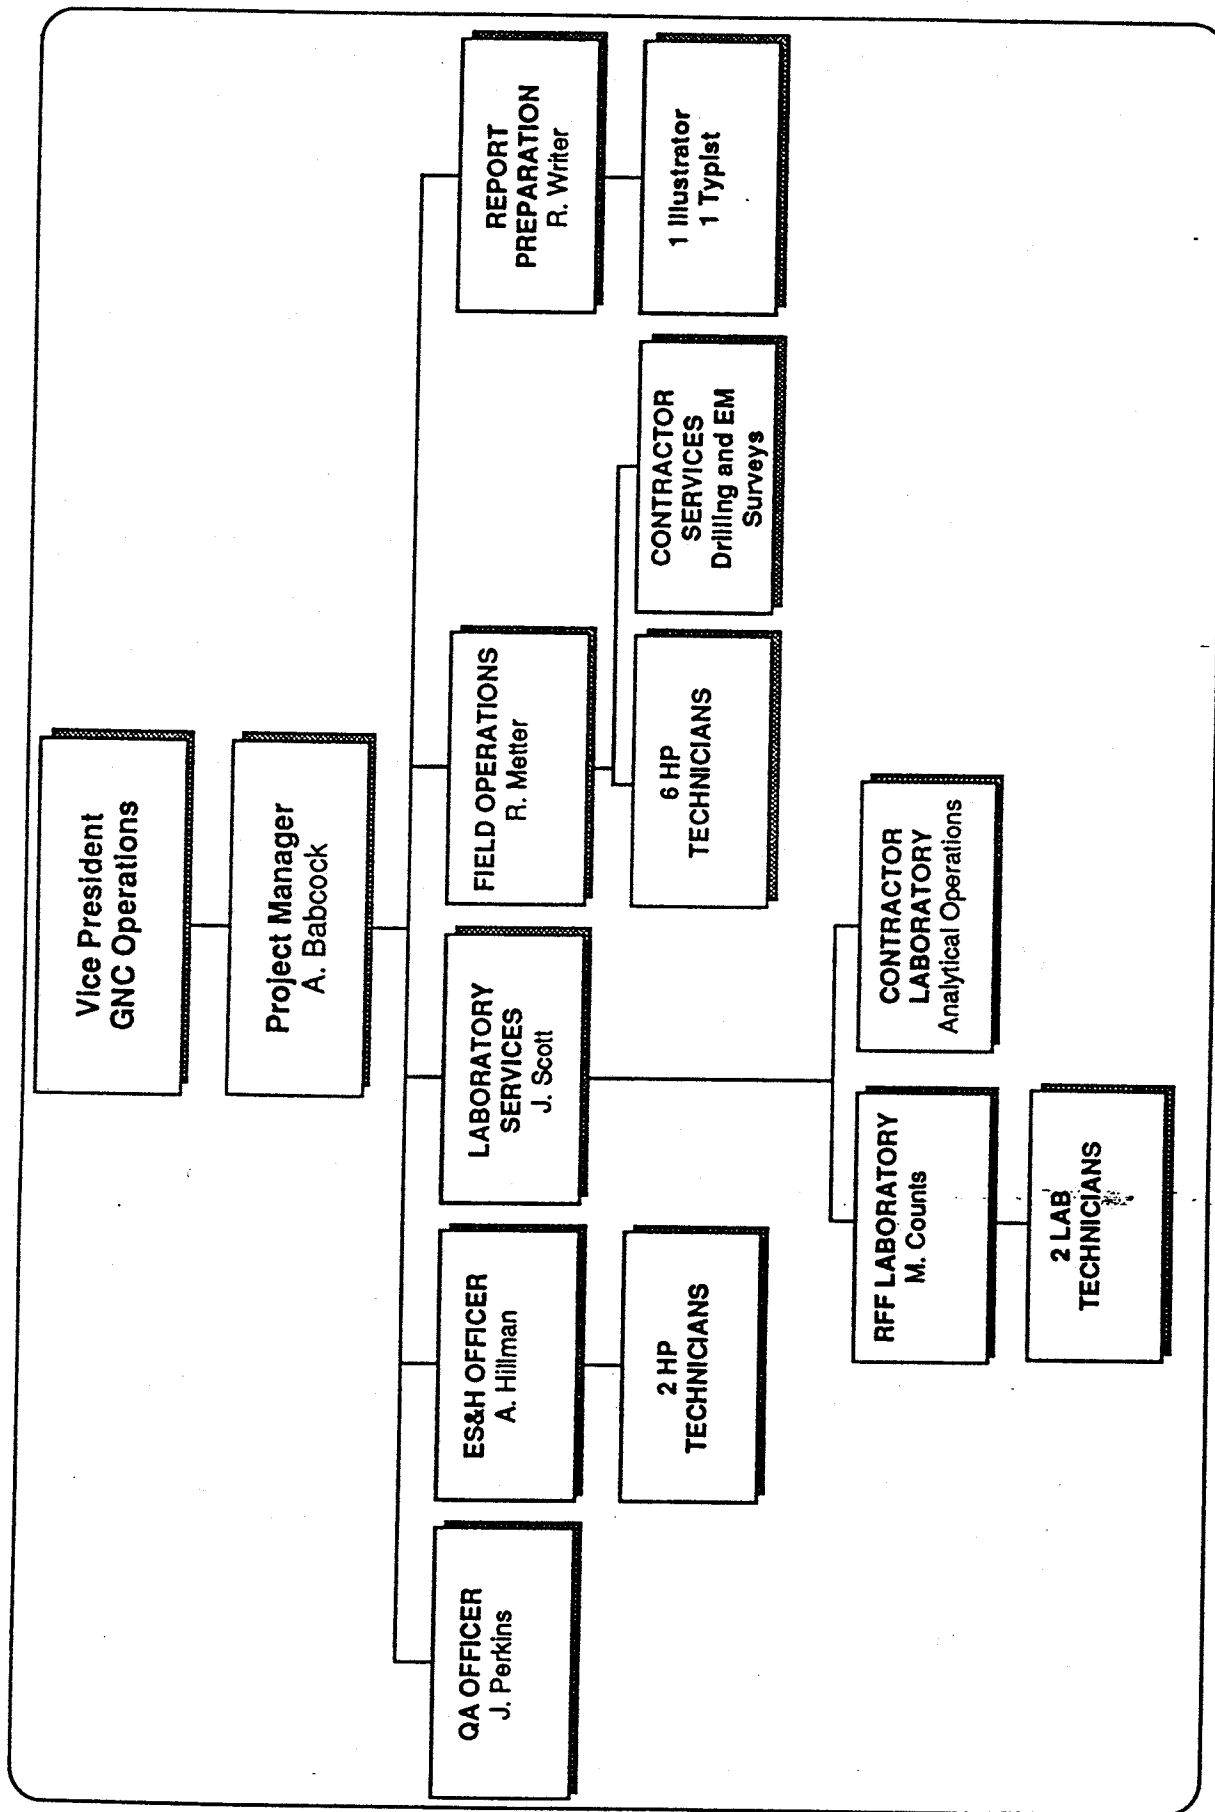 Vice President
GNC Operations
Project Manager
A. Babcock
QA OFFICER
J. Perkins
ES&H OFFICER
A. Hillman
LABORATORY
SERVICES
J. Scott
FIELD OPERATIONS
R. Metter
REPORT
PREPARATION
R. Writer
2 HP
TECHNICIANS
6 HP
TECHNICIANS
CONTRACTOR
SERVICES
Drilling and EM
Surveys
1 Illustrator
1 Typist
RFF LABORATORY
M. Counts
CONTRACTOR
LABORATORY
Analytical Operations
2 LAB
TECHNICIANS